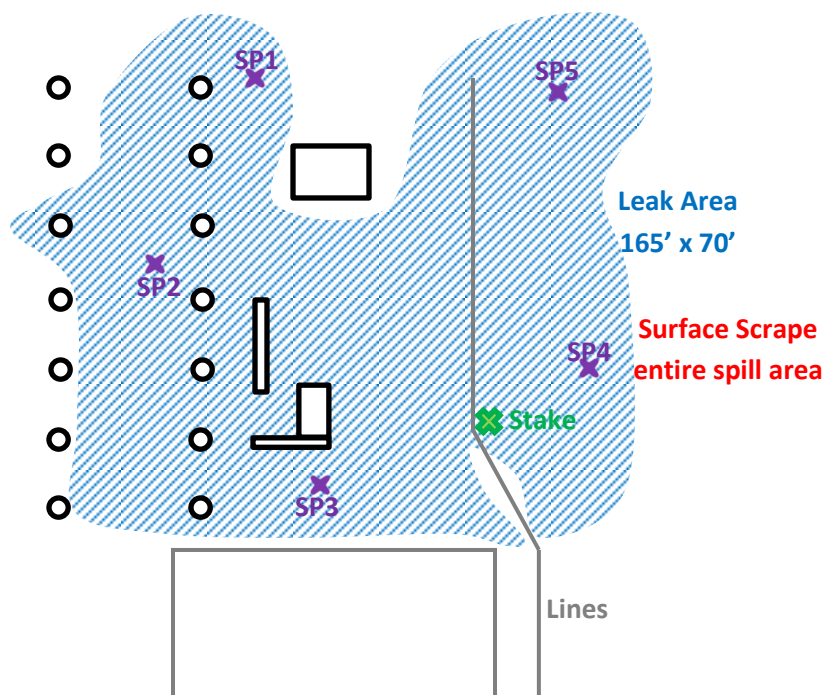 SP1
SP5
Leak Area
165’ x 70’
SP2
Surface Scrape
entire spill area
SP4
Stake
SP3
Lines